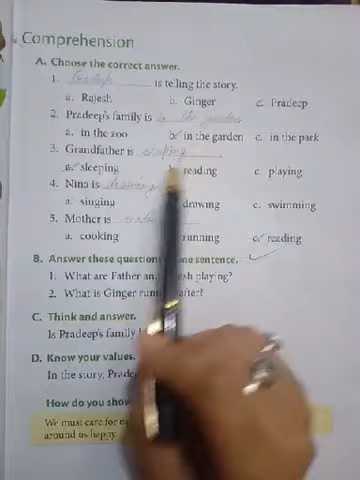 Comprehension
A. Choose the correct answer.
1. Pradeep is telling the story.
a. Rajesh b. Ginger c. Pradeep
2. Pradeep's family is in the garden
a. in the zoo b. in the garden c. in the park
3. Grandfather is sleeping
a. sleeping reading c. playing
4. Nina is drawing
a. singing drowng c. swimming
5. Mother is
a. cooking running c. reading
B. Answer these question one sentence.
1. What are Father and playing?
2. What is Ginger runn after?
C. Think and answer.
Is Pradeep's family
D. Know your values.
In the story,
How do you show
We must care for
around us happy.